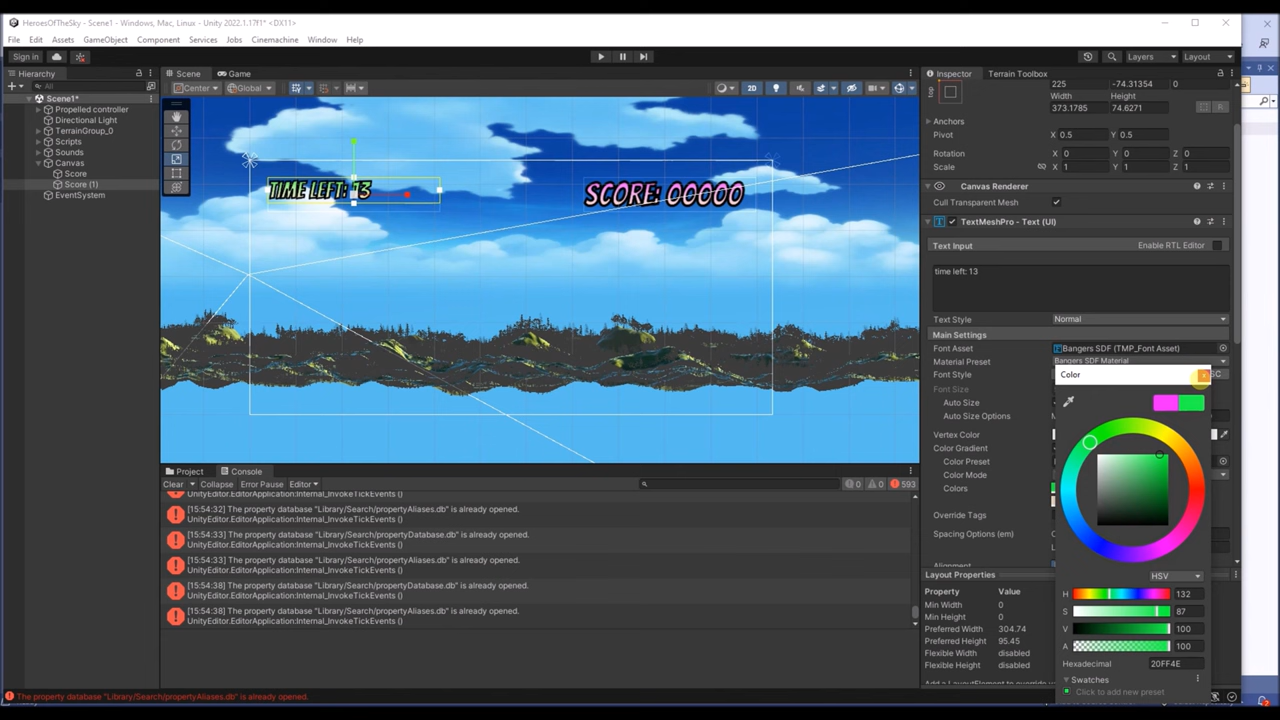 HeroesOfTheSky - Scene1 - Windows, Mac, Linux - Unity 2022.1.17f1* <DX11>
File Edit Assets GameObject Component Services Jobs Cinemachine Window Help
Sign in
Layers Layout
Hierarchy
All
Scene1*
Propelled controller
Directional Light
TerrainGroup_0
Scripts
Sounds
Canvas
Score
Score (1)
EventSystem
Scene Game
Center Global
2D
TIME LEFT: 13
SCORE: 00000
Project Console
Clear Collapse Error Pause Editor
0 0 593
UnityEditor.EditorApplication:Internal_InvokeTickEvents ()
[15:54:32] The property database "Library/Search/propertyAliases.db" is already opened.
UnityEditor.EditorApplication:Internal_InvokeTickEvents ()
[15:54:33] The property database "Library/Search/propertyDatabase.db" is already opened.
UnityEditor.EditorApplication:Internal_InvokeTickEvents ()
[15:54:33] The property database "Library/Search/propertyAliases.db" is already opened.
UnityEditor.EditorApplication:Internal_InvokeTickEvents ()
[15:54:38] The property database "Library/Search/propertyDatabase.db" is already opened.
UnityEditor.EditorApplication:Internal_InvokeTickEvents ()
[15:54:38] The property database "Library/Search/propertyAliases.db" is already opened.
UnityEditor.EditorApplication:Internal_InvokeTickEvents ()
The property database "Library/Search/propertyAliases.db" is already opened.
Inspector Terrain Toolbox
top
225 -74.31354 0
Width Height
373.1785 74.6271
R
Anchors
Pivot X 0.5 Y 0.5
Rotation X 0 Y 0 Z 0
Scale X 1 Y 1 Z 1
Canvas Renderer
Cull Transparent Mesh
TextMeshPro - Text (UI)
Text Input Enable RTL Editor
time left: 13
Text Style Normal
Main Settings
Font Asset Bangers SDF (TMP_Font Asset)
Material Preset Bangers SDF Material
Font Style SC
Font Size
Auto Size
Auto Size Options
Vertex Color
Color Gradient
Color Preset
Color Mode
Colors
Override Tags
Spacing Options (em)
Alignment
Layout Properties
Property Value
Min Width 0
Min Height 0
Preferred Width 304.74
Preferred Height 95.45
Flexible Width disabled
Flexible Height disabled
Add a LayoutElement to override
Color
HSV
H 132
S 87
V 100
A 100
Hexadecimal 20FF4E
Swatches
Click to add new preset